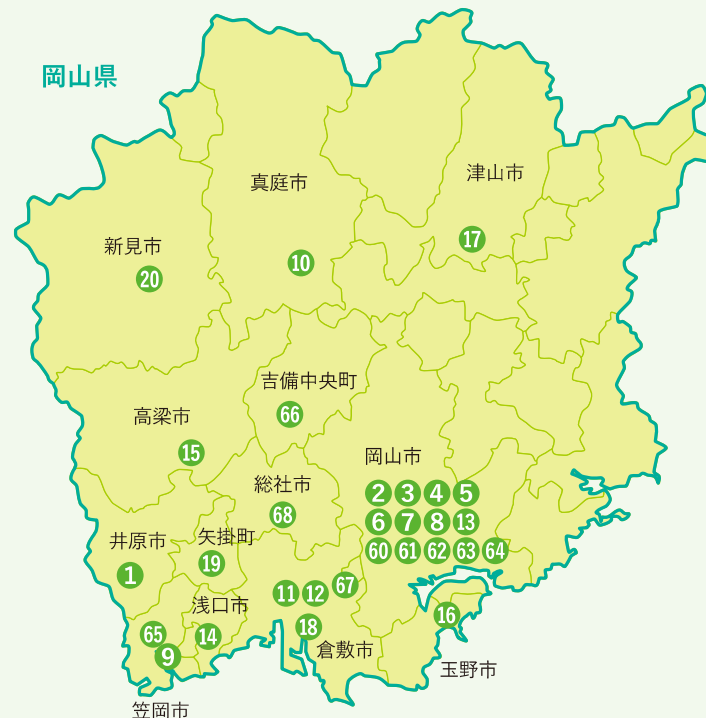 岡山県
真庭市
10
津山市
17
新見市
20
吉備中央町
66
高梁市
15
岡山市
2 3 4 5
6 7 8 13
60 61 62 63 64
総社市
68
井原市
1
矢掛町
19
浅口市
14
65
9
笠岡市
11 12 67
18
倉敷市
16
玉野市